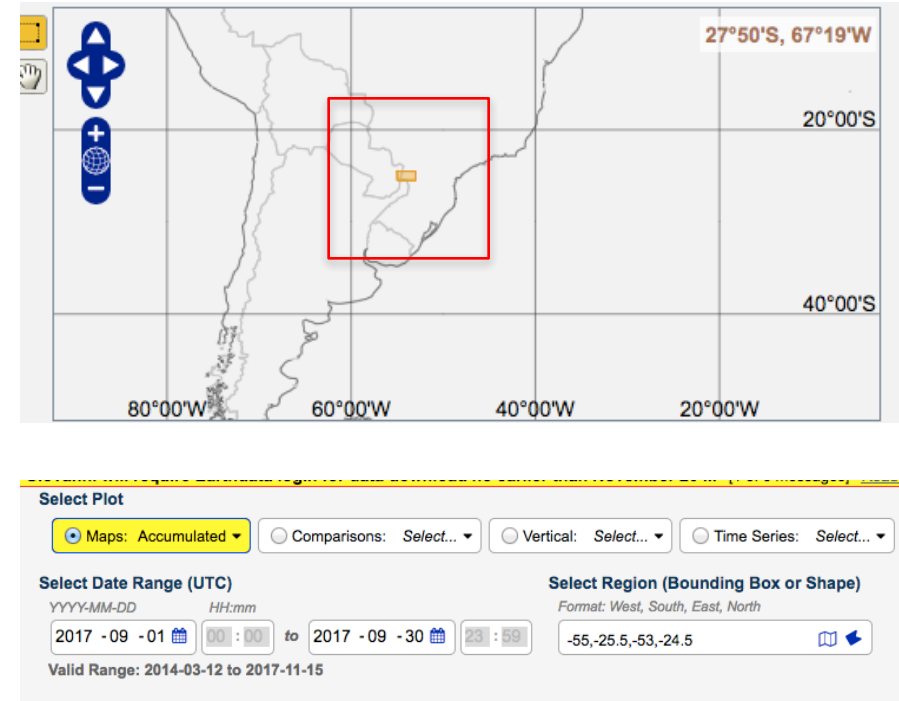 27°50'S, 67°19'W
20°00'S
40°00'S
80°00'W 60°00'W 40°00'W 20°00'W
Select Plot
Maps: Accumulated Comparisons: Select... Vertical: Select... Time Series: Select...
Select Date Range (UTC) Select Region (Bounding Box or Shape)
YYYY-MM-DD HH:mm Format: West, South, East, North
2017 - 09 - 01 00 : 00 to 2017 - 09 - 30 23 : 59 -55,-25.5,-53,-24.5
Valid Range: 2014-03-12 to 2017-11-15